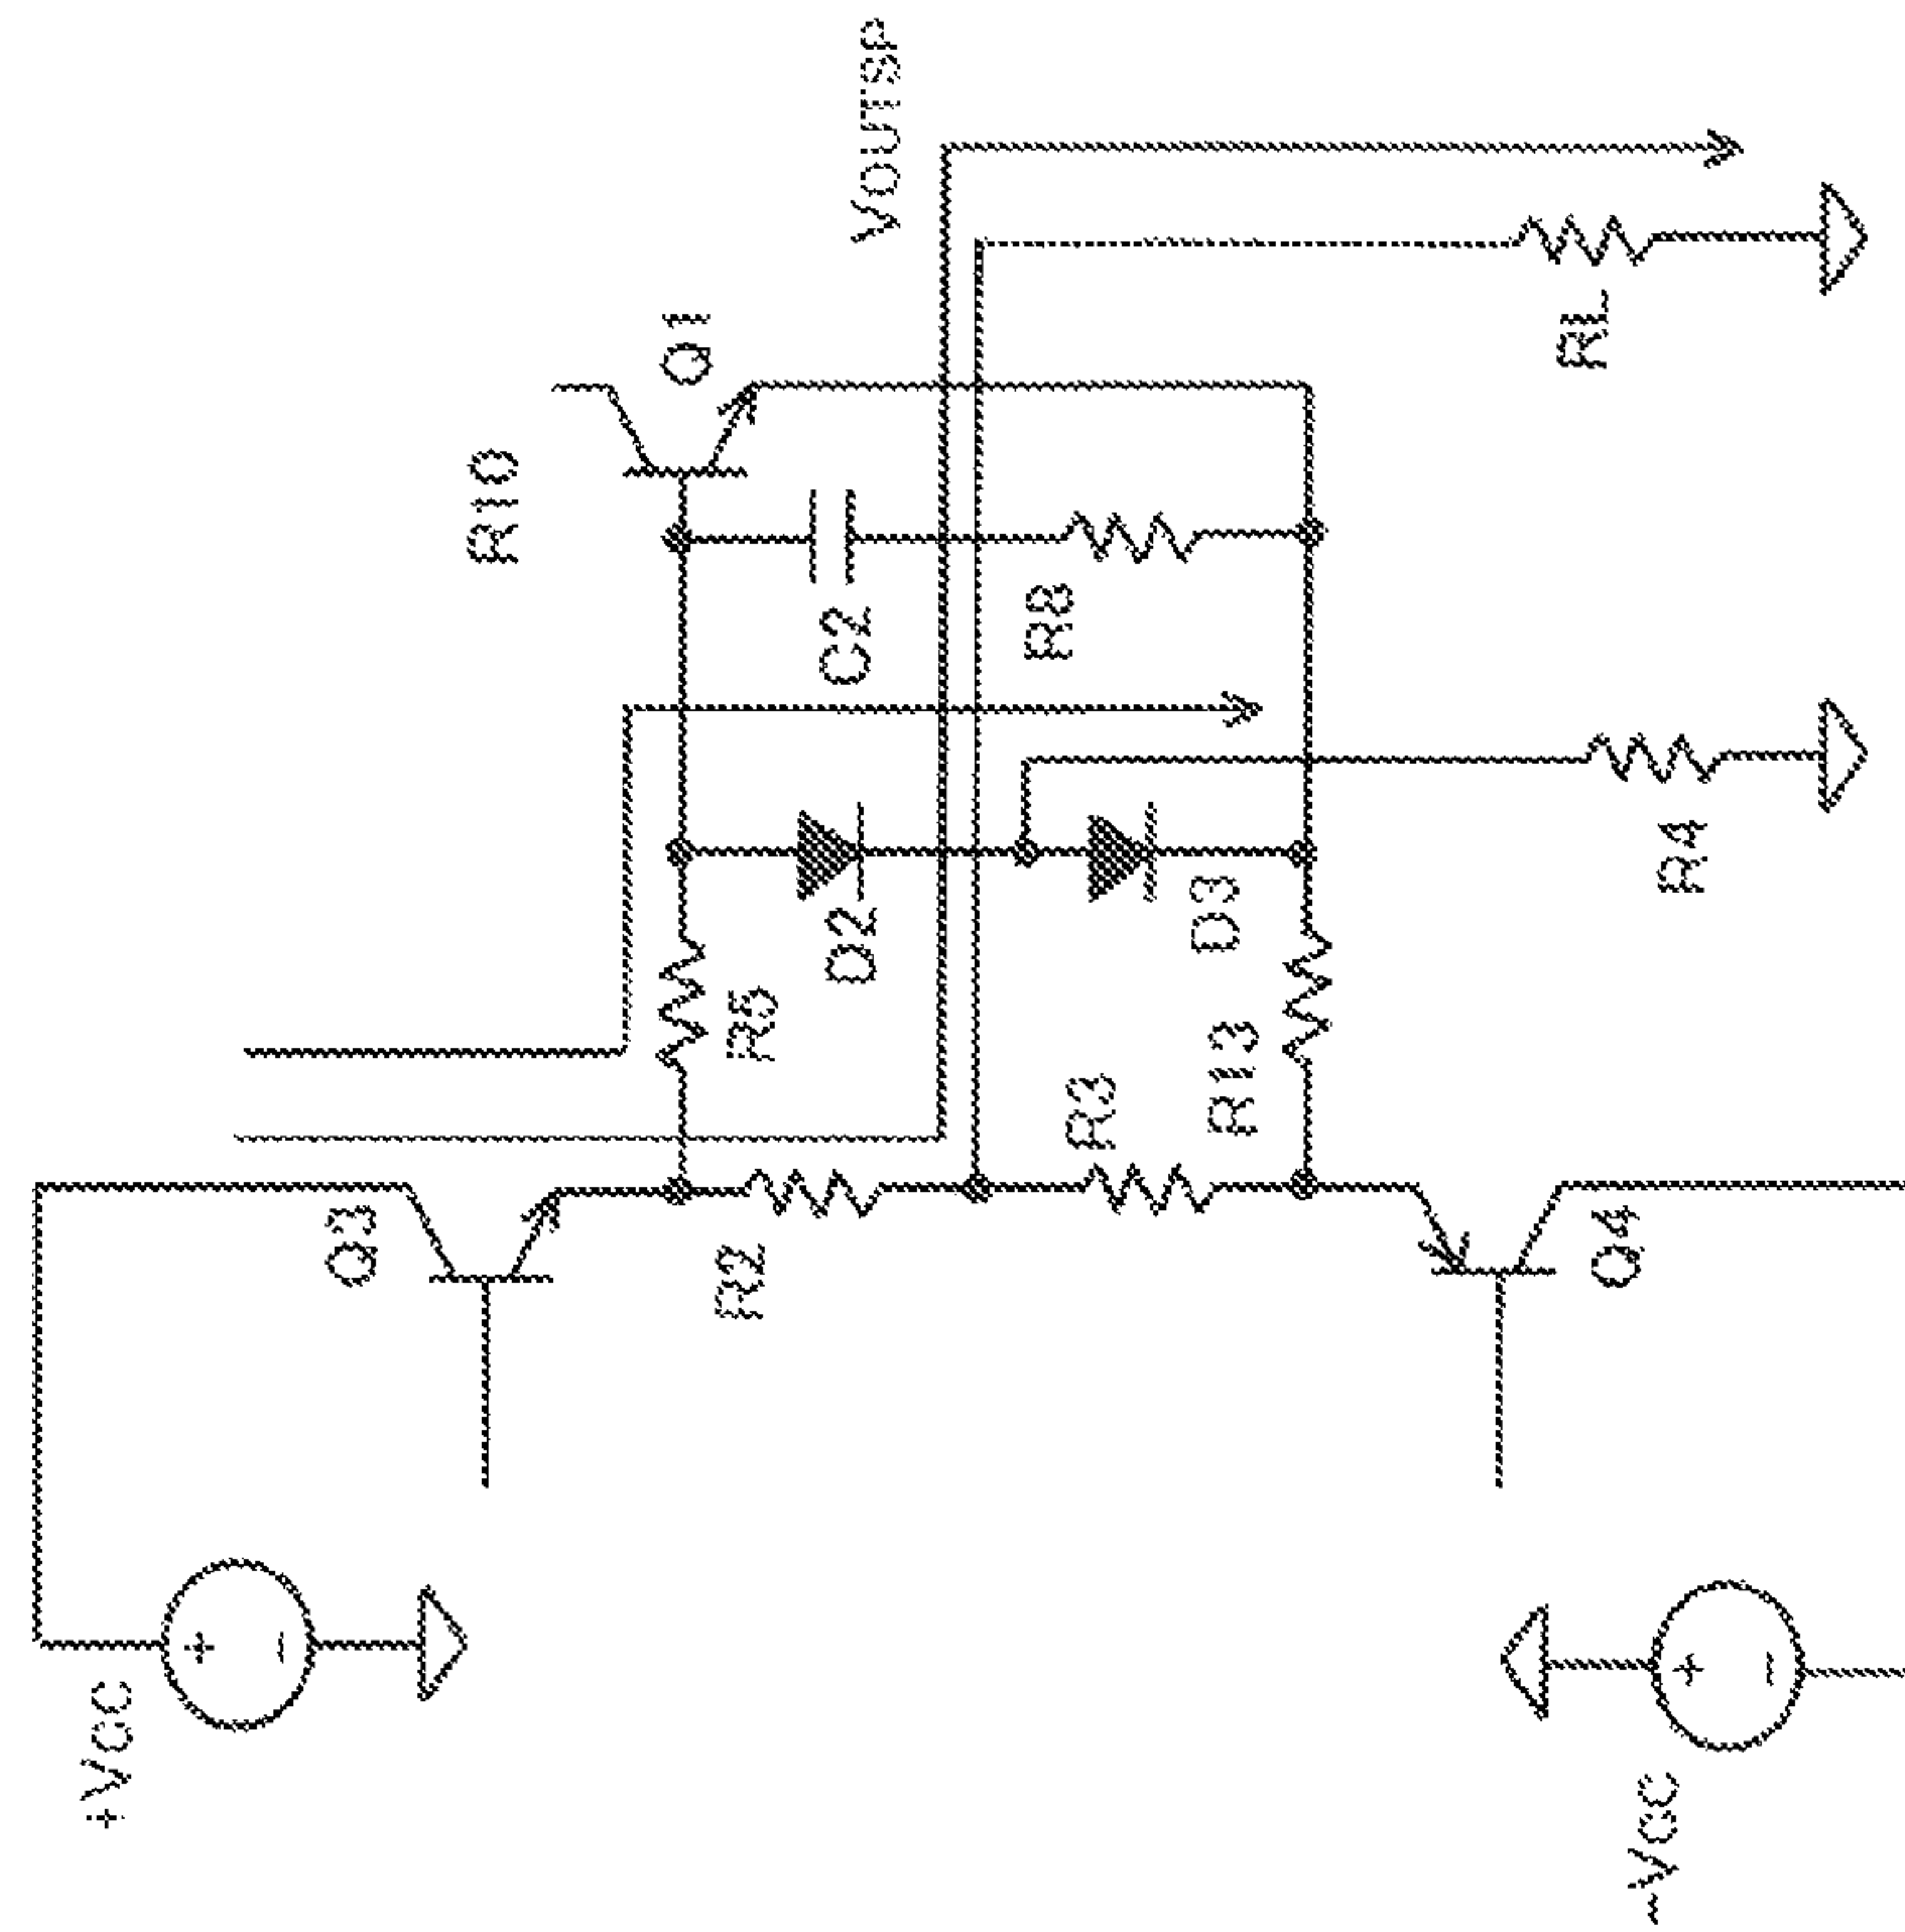 +Vcc
Q3
R10
Q1
VOUTSP
R5
R2
D2
C2
R3
R13
D3
R8
Q4
R4
RL
-Vcc
+
-
+
-